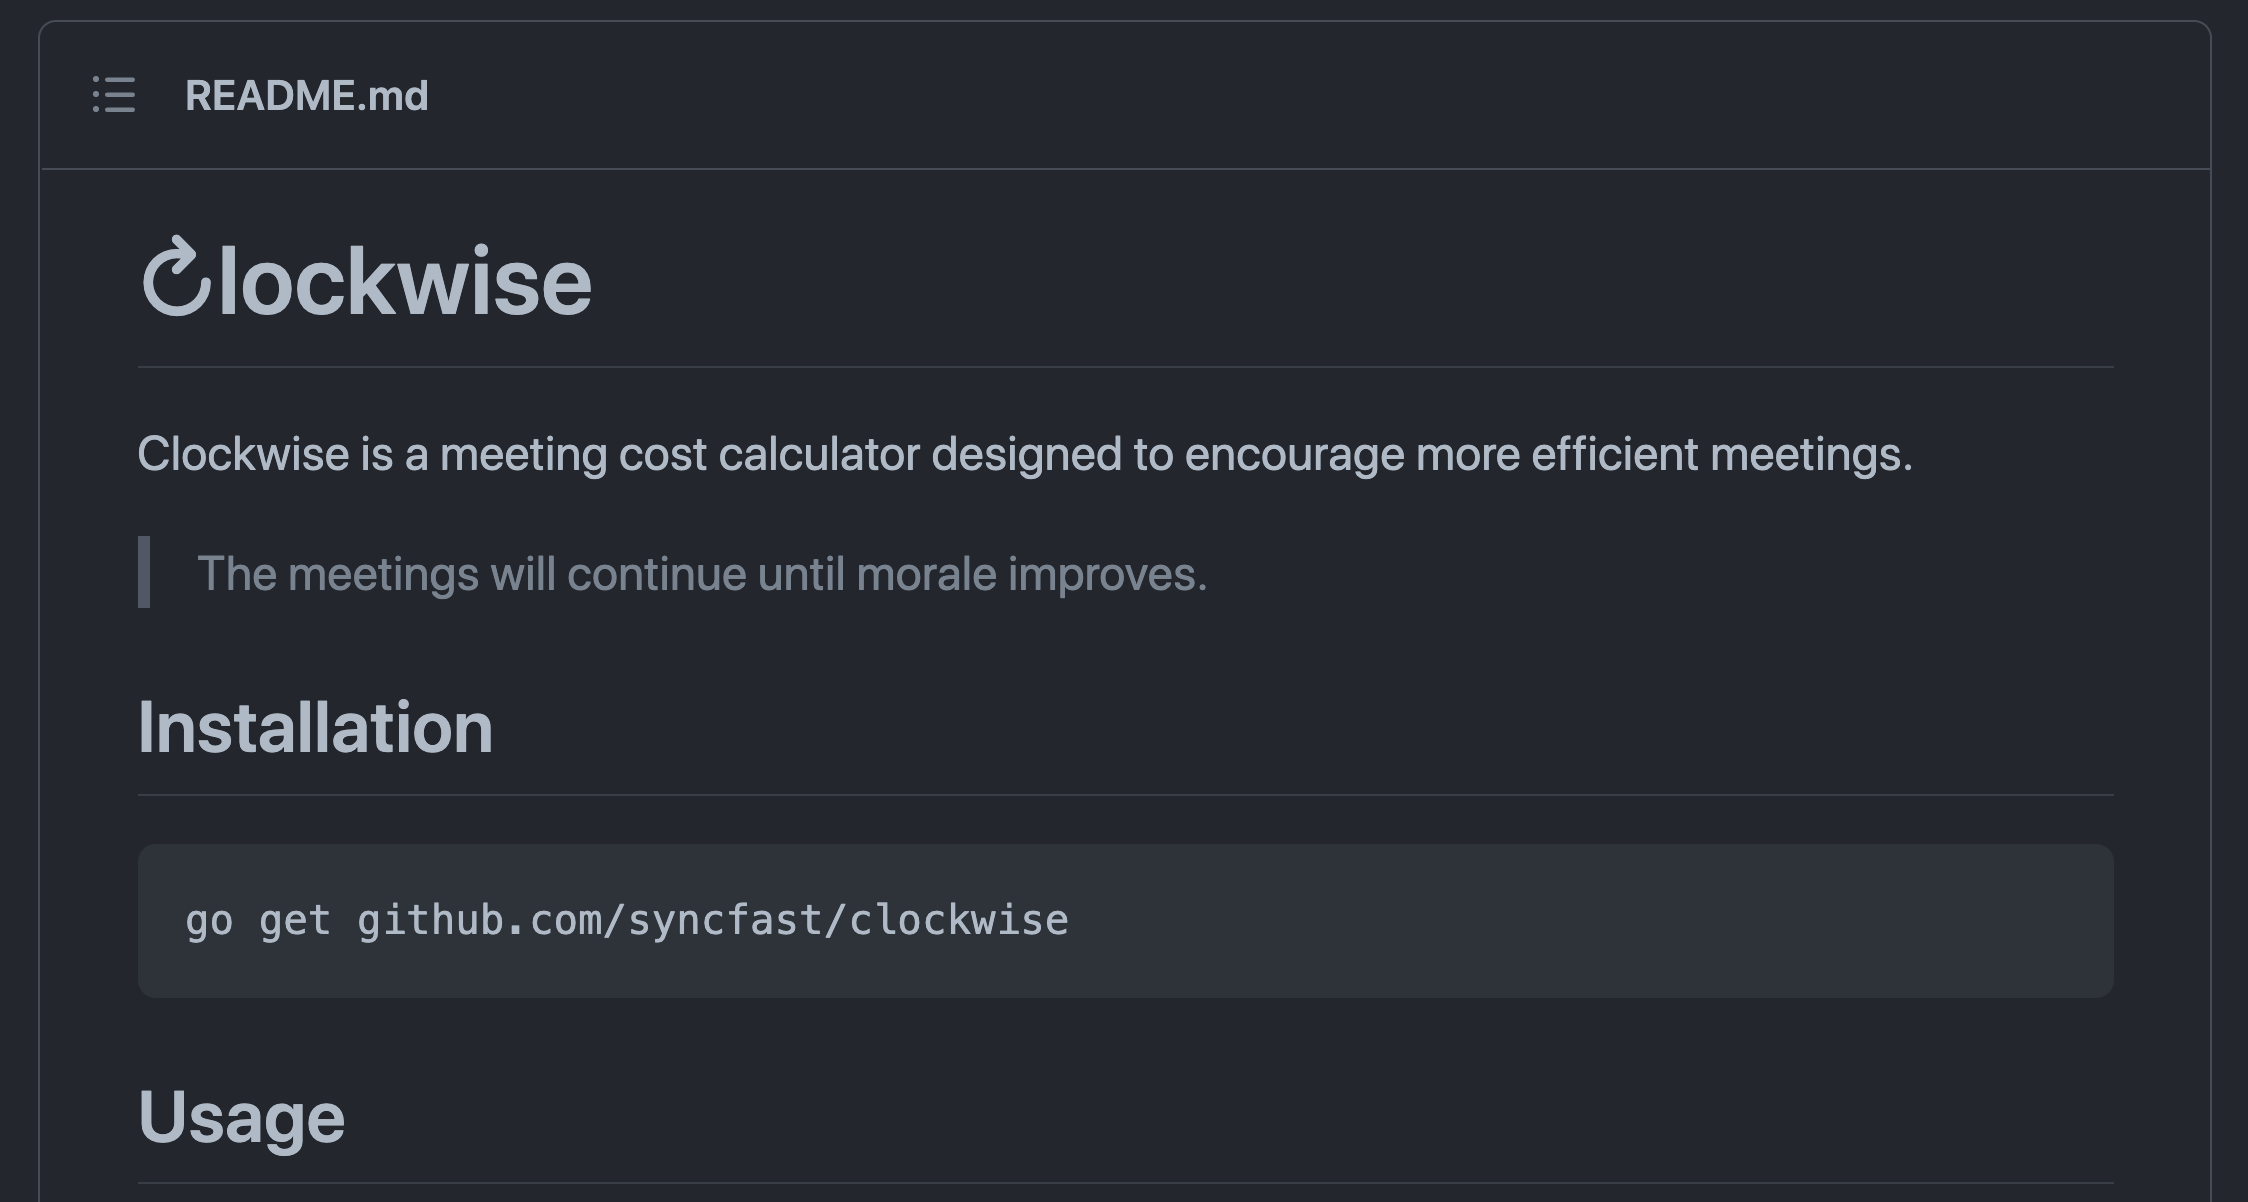 README.md
↻lockwise
Clockwise is a meeting cost calculator designed to encourage more efficient meetings.
The meetings will continue until morale improves.
Installation
go get github.com/syncfast/clockwise
Usage